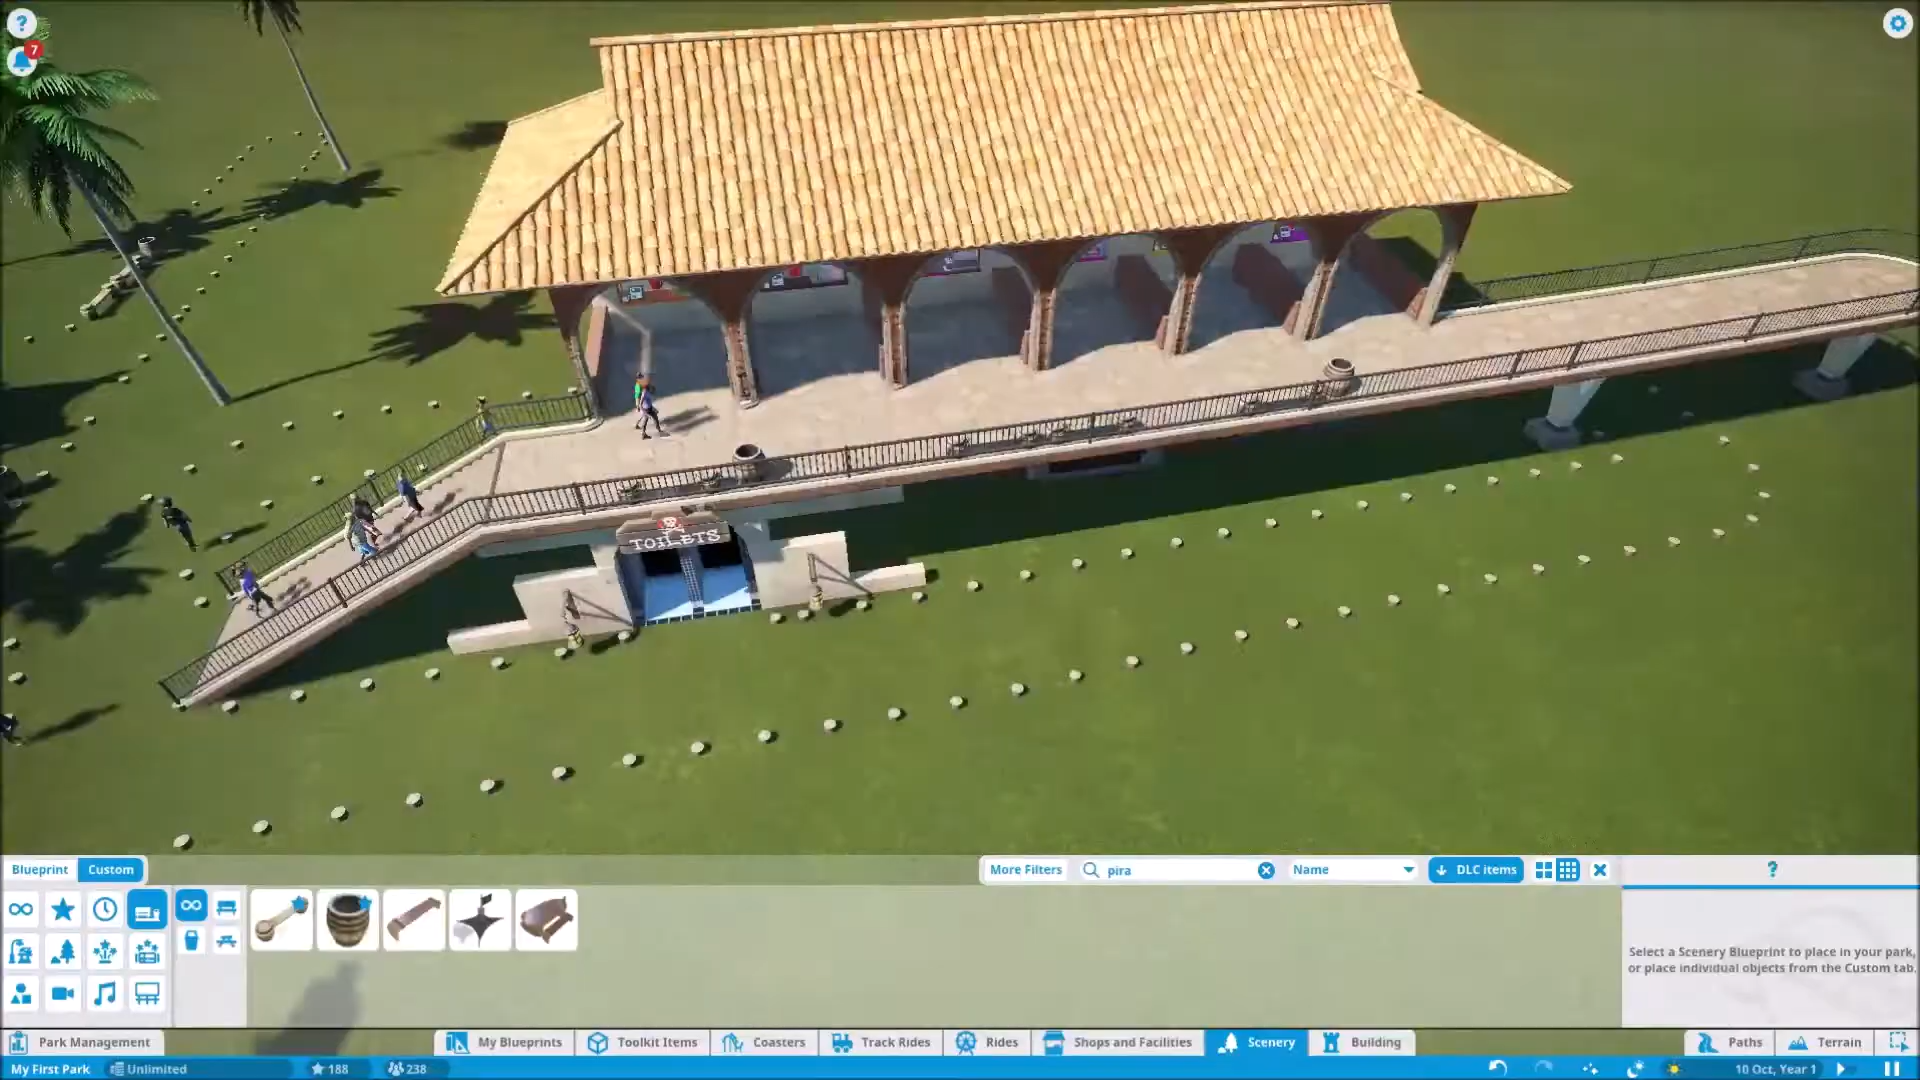 ?
7
TOILETS
Blueprint
Custom
More Filters
pira
Name
DLC items
?
Select a Scenery Blueprint to place in your park,
or place individual objects from the Custom tab.
Park Management
My Blueprints
Toolkit Items
Coasters
Track Rides
Rides
Shops and Facilities
Scenery
Building
Paths
Terrain
My First Park
Unlimited
188
238
10 Oct, Year 1